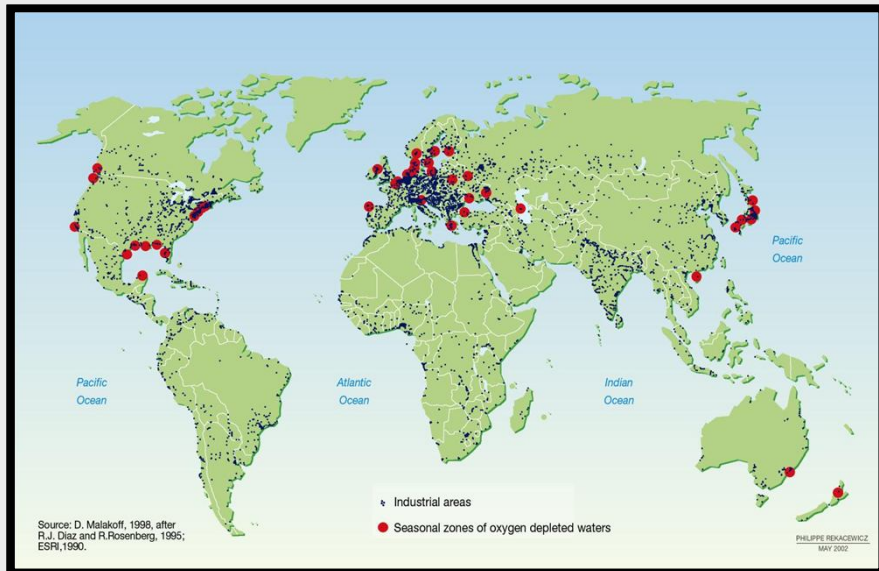 Pacific
Ocean
Pacific
Ocean
Atlantic
Ocean
Indian
Ocean
Industrial areas
Seasonal zones of oxygen depleted waters
Source: D. Malakoff, 1998, after
R.J. Diaz and R.Rosenberg, 1995;
ESRI,1990.
PHILIPPE REKACEWICZ
MAY 2002